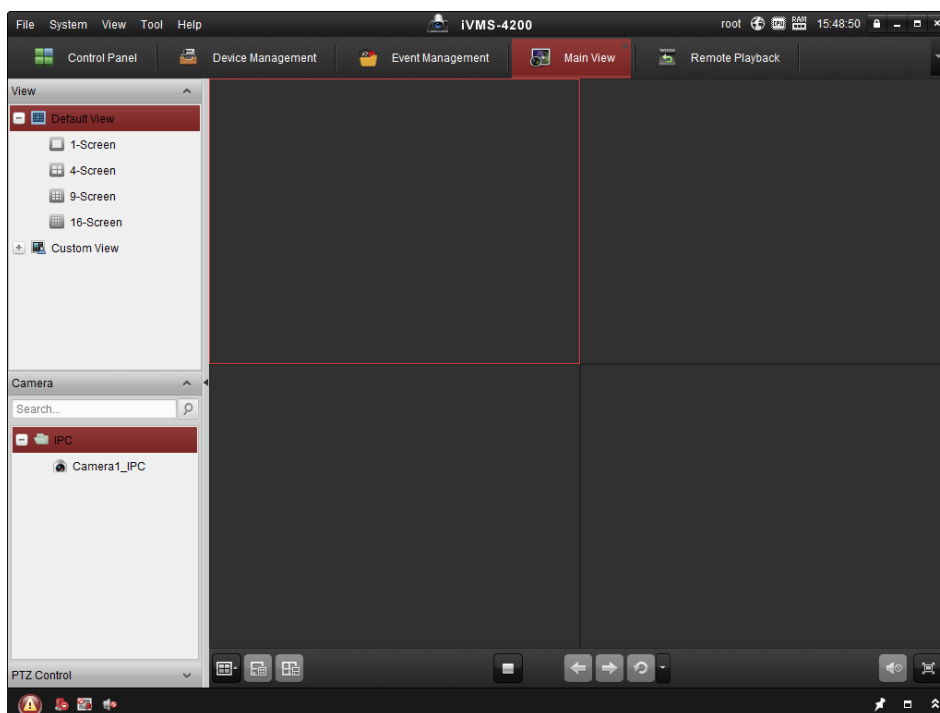 File System View Tool Help iVMS-4200 root CPU RAM 15:48:50
Control Panel Device Management Event Management Main View Remote Playback
View
Default View
1-Screen
4-Screen
9-Screen
16-Screen
Custom View
Camera
Search...
IPC
Camera1_IPC
PTZ Control